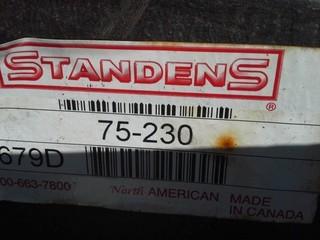 STANDENS ®
75-230
679D
00-663-7800 North AMERICAN MADE IN CANADA